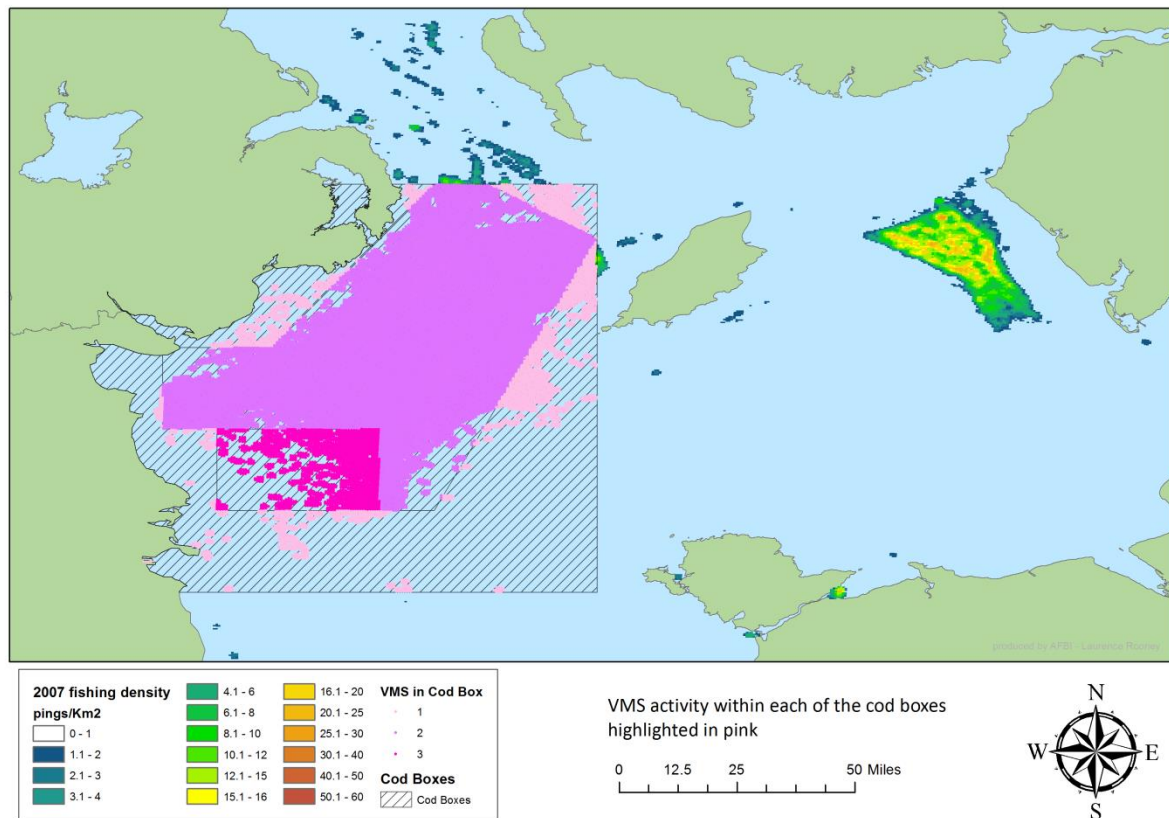 produced by AFBI - Laurence Rooney
2007 fishing density
pings/Km2
0 - 1
1.1 - 2
2.1 - 3
3.1 - 4
4.1 - 6
6.1 - 8
8.1 - 10
10.1 - 12
12.1 - 15
15.1 - 16
16.1 - 20
20.1 - 25
25.1 - 30
30.1 - 40
40.1 - 50
50.1 - 60
VMS in Cod Box
1
2
3
Cod Boxes
Cod Boxes
VMS activity within each of the cod boxes
highlighted in pink
0 12.5 25 50 Miles
N
W E
S